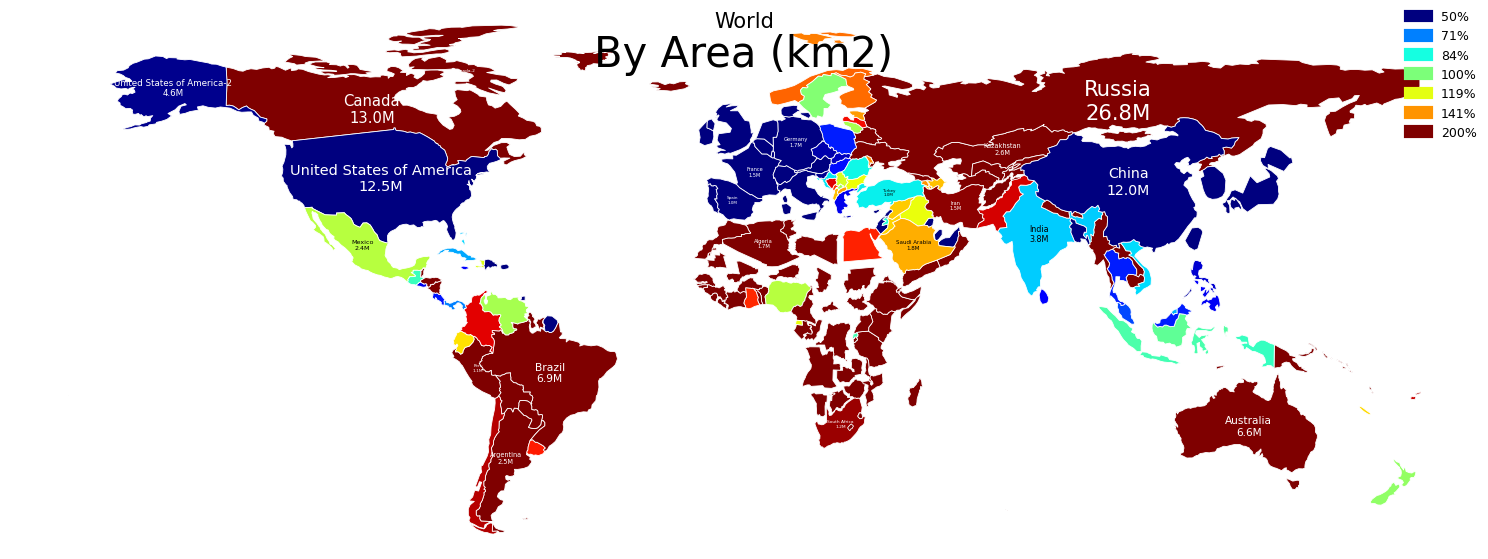 World
By Area (km2)
50%
71%
84%
100%
119%
141%
200%
United States of America-2
4.6M
Canada
13.0M
Russia
26.8M
United States of America
12.5M
Germany
1.7M
France
1.5M
Spain
Kazakhstan
2.6M
China
12.0M
Turkey
Iran
1.5M
Mexico
2.4M
Algeria
1.7M
Saudi Arabia
1.8M
India
3.8M
Brazil
6.9M
South Africa
1.2M
Australia
6.6M
Argentina
2.5M